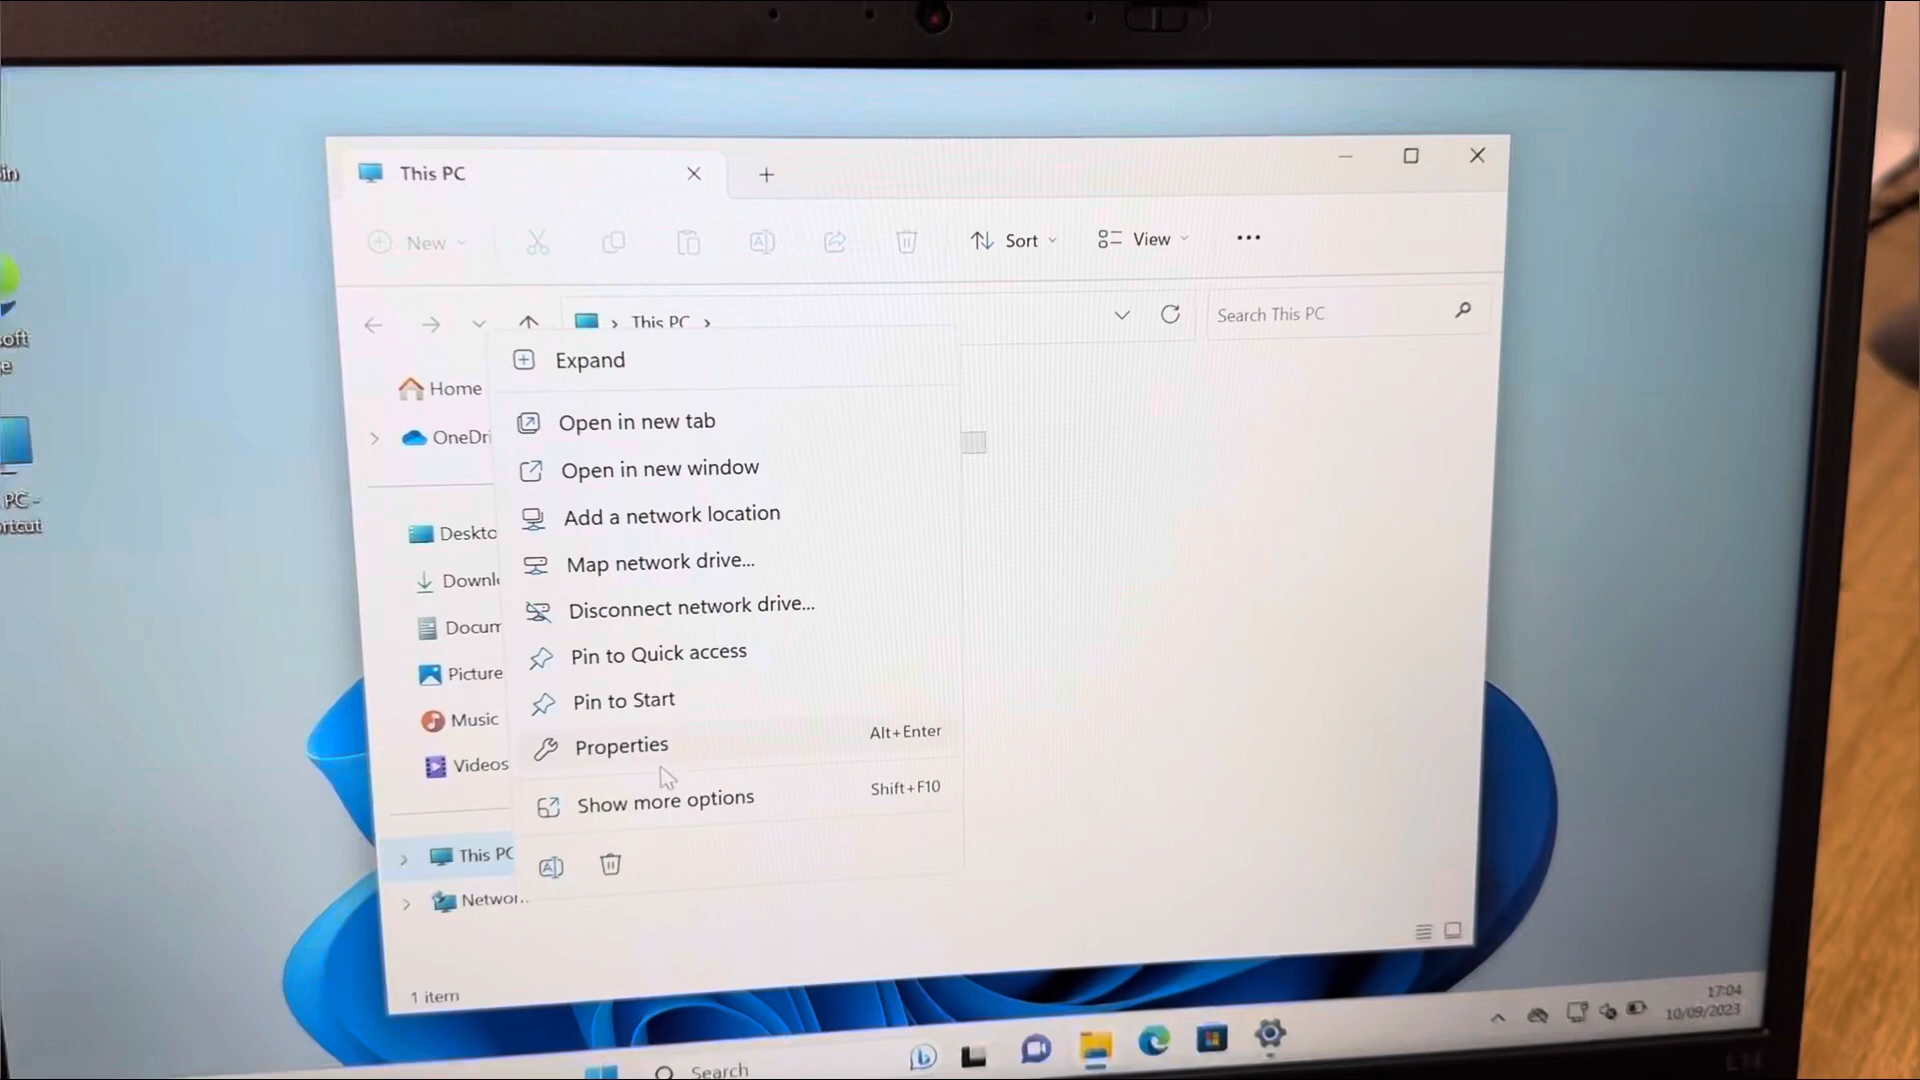 This PC
New
Sort
View
This PC
Search This PC
Expand
Home
Open in new tab
OneDri
Open in new window
Add a network location
Deskto
Map network drive...
Downl
Disconnect network drive...
Docum
Pin to Quick access
Picture
Pin to Start
Music
Properties Alt+Enter
Videos
Show more options Shift+F10
This PC
Networ..
1 item
PC -
17:04
10/09/2023
Search